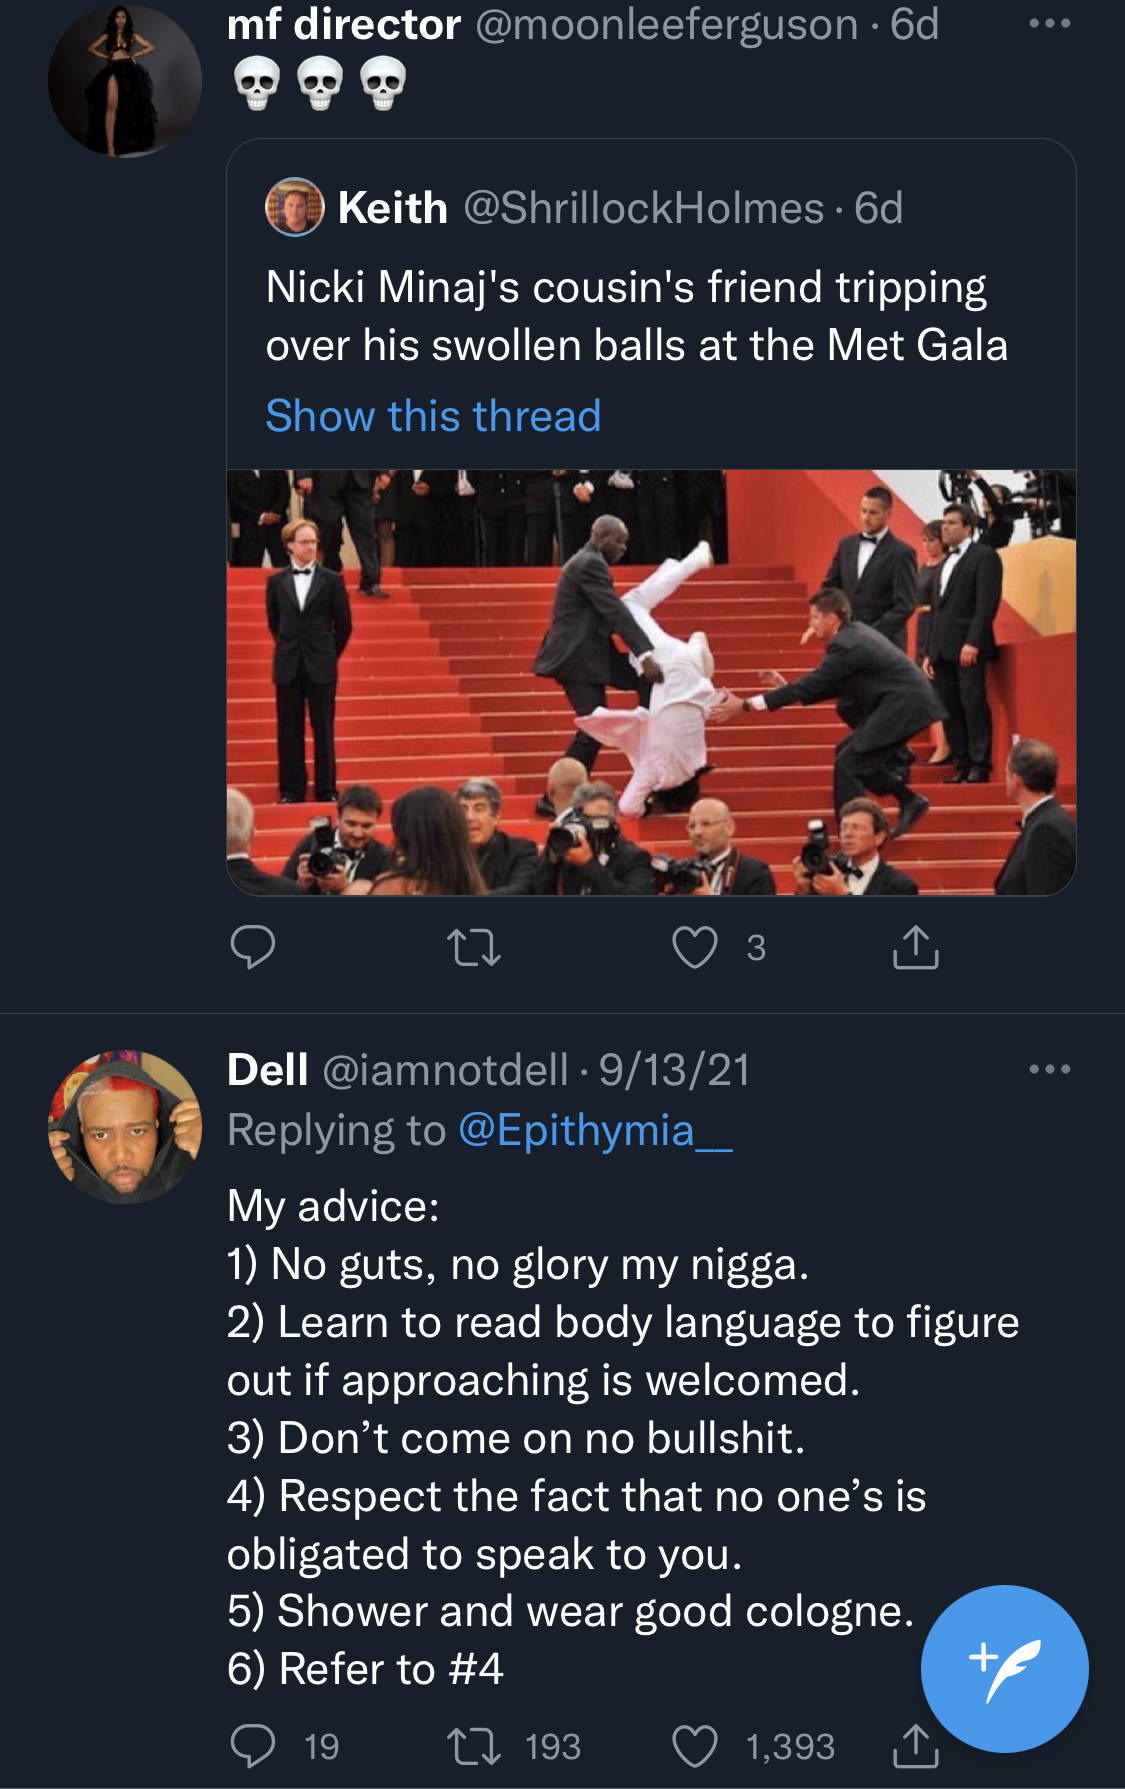 mf director @moonleeferguson · 6d
💀💀💀
Keith @ShrillockHolmes · 6d
Nicki Minaj's cousin's friend tripping
over his swollen balls at the Met Gala
Show this thread
3
Dell @iamnotdell · 9/13/21
Replying to @Epithymia__
My advice:
1) No guts, no glory my nigga.
2) Learn to read body language to figure
out if approaching is welcomed.
3) Don’t come on no bullshit.
4) Respect the fact that no one’s is
obligated to speak to you.
5) Shower and wear good cologne.
6) Refer to #4
19 193 1,393